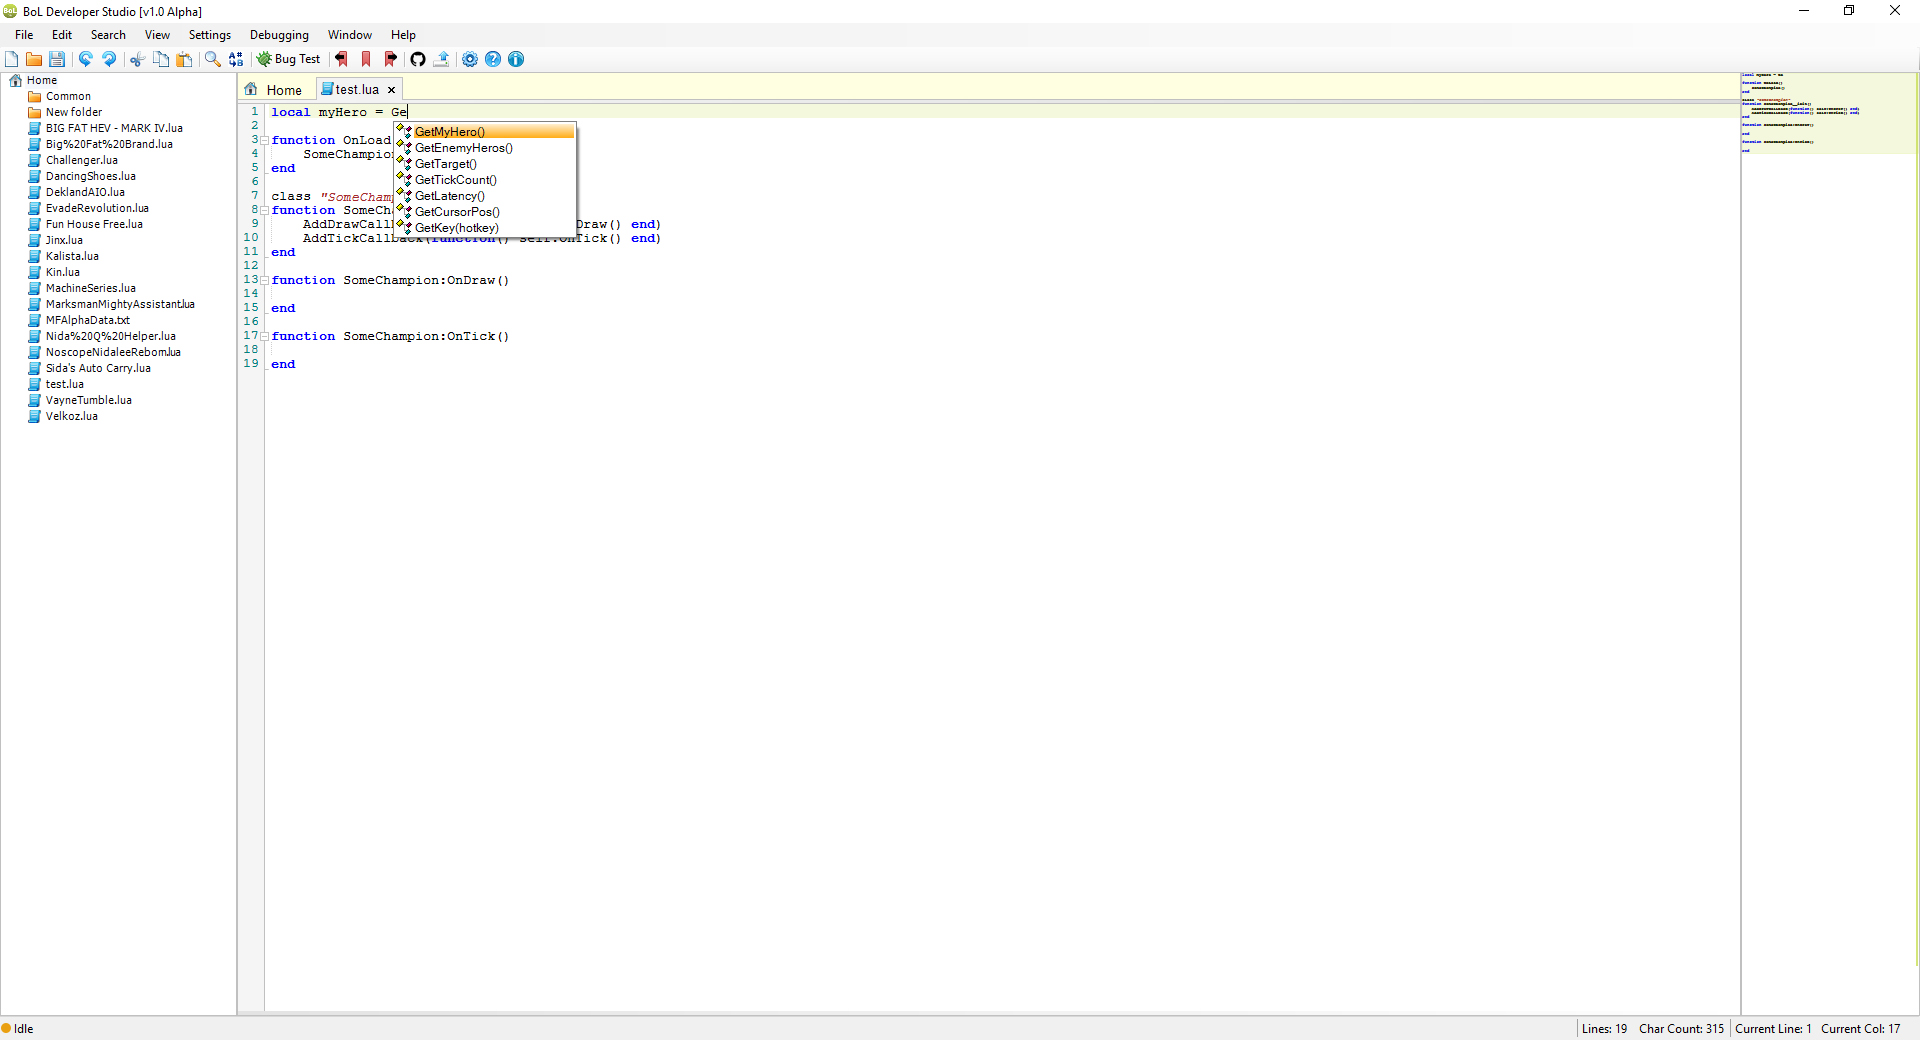 BoL Developer Studio [v1.0 Alpha]
File Edit Search View Settings Debugging Window Help
Bug Test
Home
Common
New folder
BIG FAT HEV - MARK IV.lua
Big%20Fat%20Brand.lua
Challenger.lua
DancingShoes.lua
DeklandAIO.lua
EvadeRevolution.lua
Fun House Free.lua
Jinx.lua
Kalista.lua
Kin.lua
MachineSeries.lua
MarksmanMightyAssistant.lua
MFAlphaData.txt
Nida%20Q%20Helper.lua
NoscopeNidaleeReborn.lua
Sida's Auto Carry.lua
test.lua
VayneTumble.lua
Velkoz.lua
Home test.lua
1 local myHero = Ge
2
3 function OnLoad
4 SomeChampion
5 end
6
7 class "SomeChamp
8 function SomeCh
9 AddDrawCall Draw() end)
10 AddTickCallback(function() self:OnTick() end)
11 end
12
13 function SomeChampion:OnDraw()
14
15 end
16
17 function SomeChampion:OnTick()
18
19 end
GetMyHero()
GetEnemyHeros()
GetTarget()
GetTickCount()
GetLatency()
GetCursorPos()
GetKey(hotkey)
Idle
Lines: 19 Char Count: 315 Current Line: 1 Current Col: 17